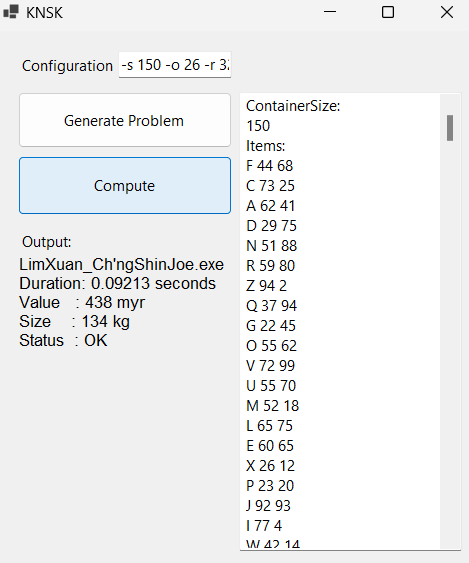 KNSK
Configuration -s 150 -o 26 -r 32
Generate Problem
Compute
Output:
LimXuan_Ch'ngShinJoe.exe
Duration: 0.09213 seconds
Value : 438 myr
Size : 134 kg
Status : OK
ContainerSize:
150
Items:
F 44 68
C 73 25
A 62 41
D 29 75
N 51 88
R 59 80
Z 94 2
Q 37 94
G 22 45
O 55 62
V 72 99
U 55 70
M 52 18
L 65 75
E 60 65
X 26 12
P 23 20
J 92 93
I 77 4
W 42 14